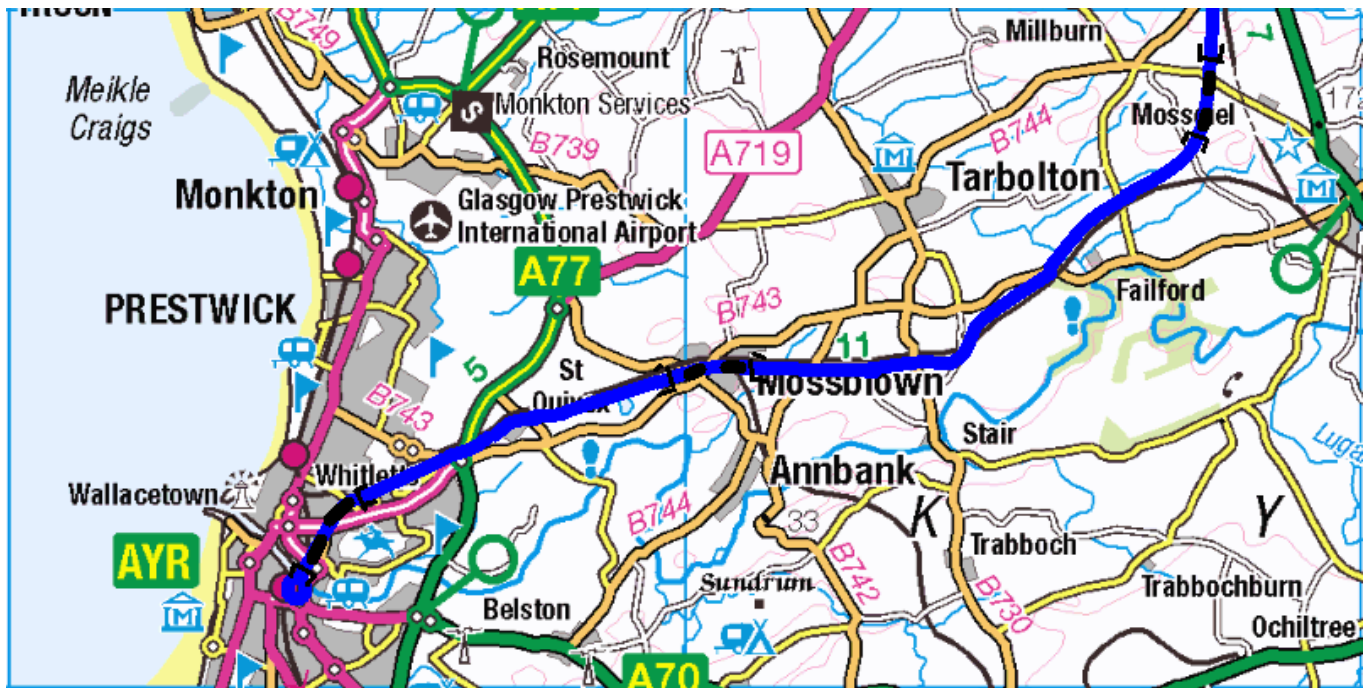 B749
Meikle
Craigs
Rosemount
S
Monkton Services
B739
A719
Millburn
B744
Tarbolton
7
Monkton
Glasgow Prestwick
International Airport
A77
PRESTWICK
B743
11
Failford
5
St
Mossblown
B743
Whitletts
Wallacetown
Stair
Annbank
B744
33
K
Y
AYR
Trabboch
Sundrum
B742
B730
Belston
Trabbochburn
Ochiltree
A70
M
M
M